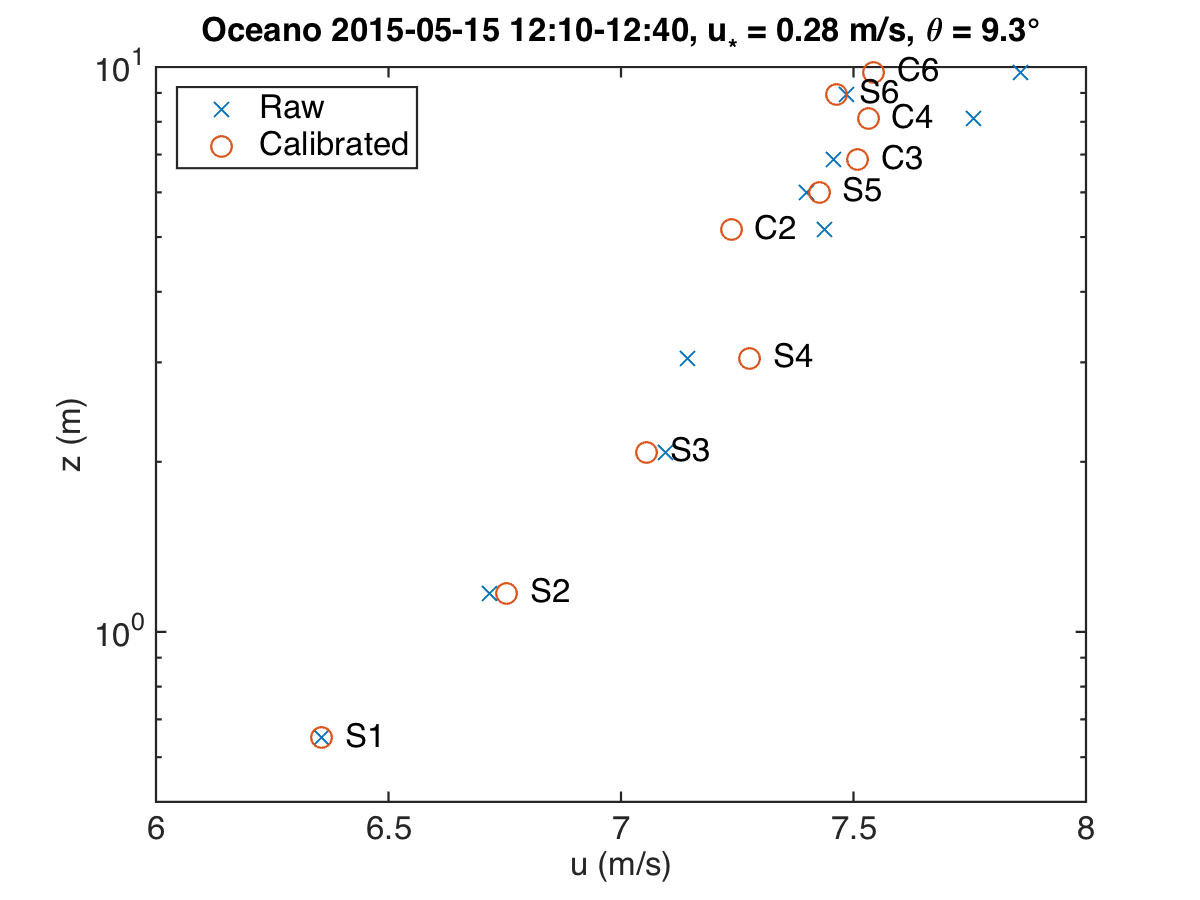 Oceano 2015-05-15 12:10-12:40, u* = 0.28 m/s, θ = 9.3°
10¹
C6
Raw
S6
C4
Calibrated
C3
S5
C2
S4
z (m)
S3
S2
10⁰
S1
6 6.5 7 7.5 8
u (m/s)